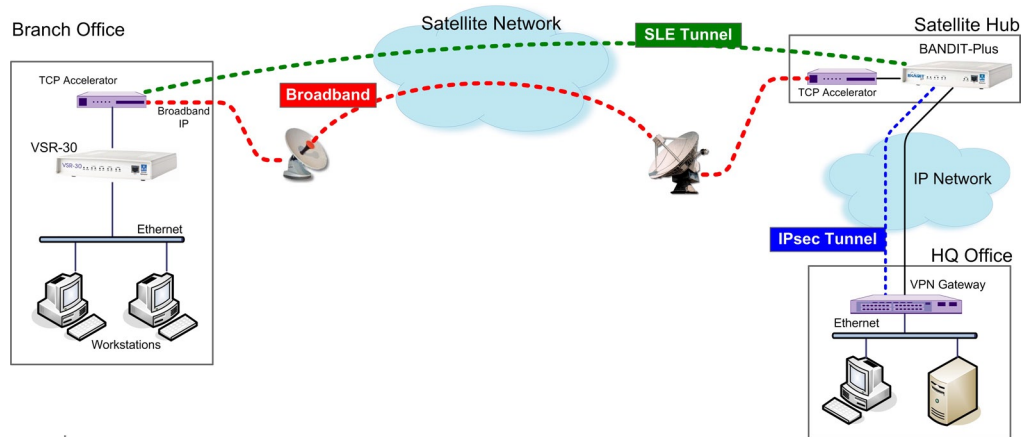 Branch Office
Satellite Network
SLE Tunnel
Satellite Hub
BANDIT-Plus
TCP Accelerator
Broadband
IP
Broadband
TCP Accelerator
VSR-30
VSR-30
IP Network
Ethernet
IPsec Tunnel
HQ Office
VPN Gateway
Workstations
Ethernet